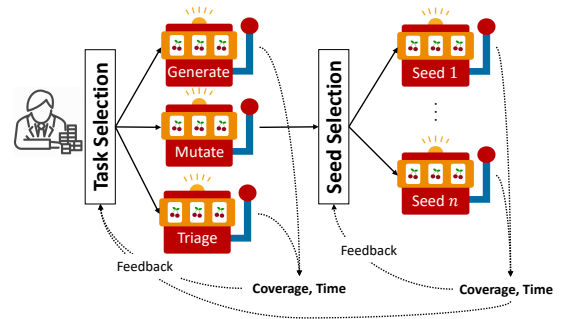 Task Selection
Generate
Mutate
Triage
Feedback
Coverage, Time
Seed Selection
Seed 1
⋮
Seed n
Feedback
Coverage, Time